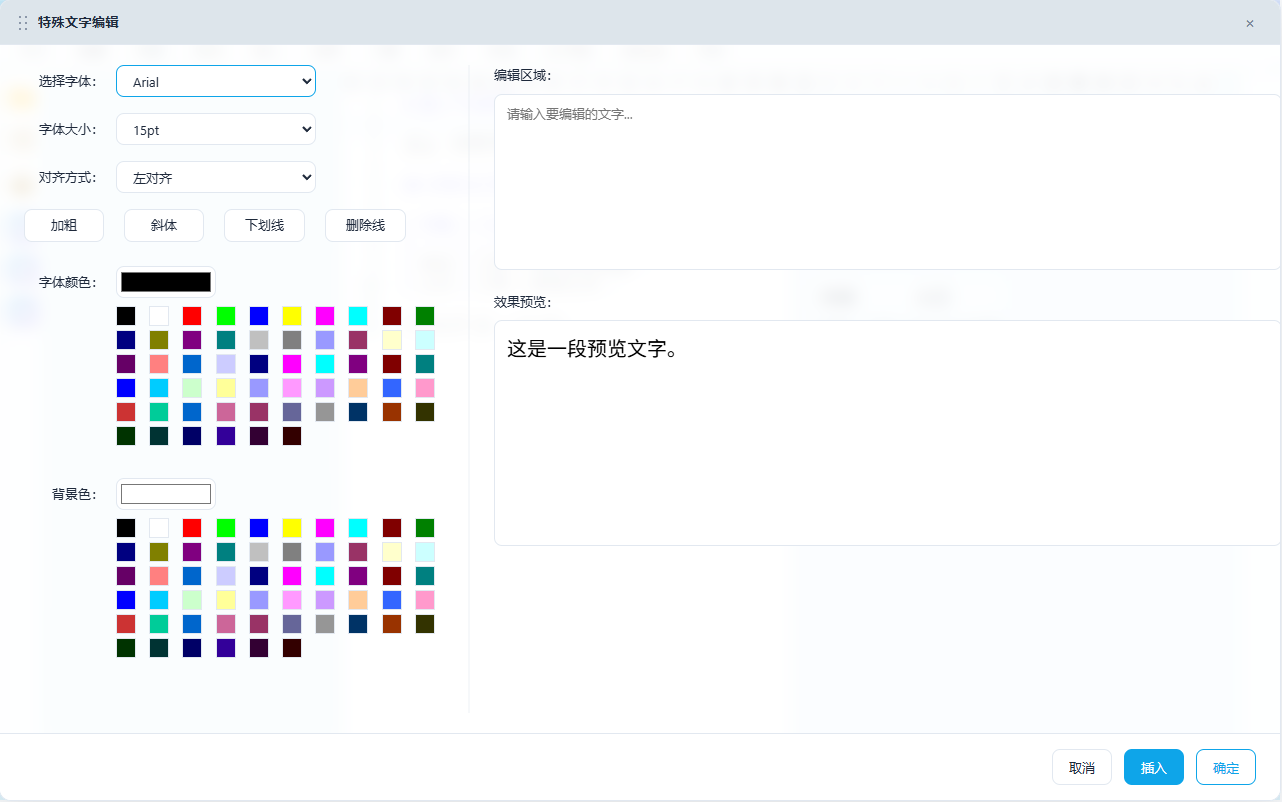 特殊文字编辑
×
选择字体：
Arial
字体大小：
15pt
对齐方式：
左对齐
加粗 斜体 下划线 删除线
字体颜色：
背景色：
编辑区域：
请输入要编辑的文字...
效果预览：
这是一段预览文字。
取消 插入 确定